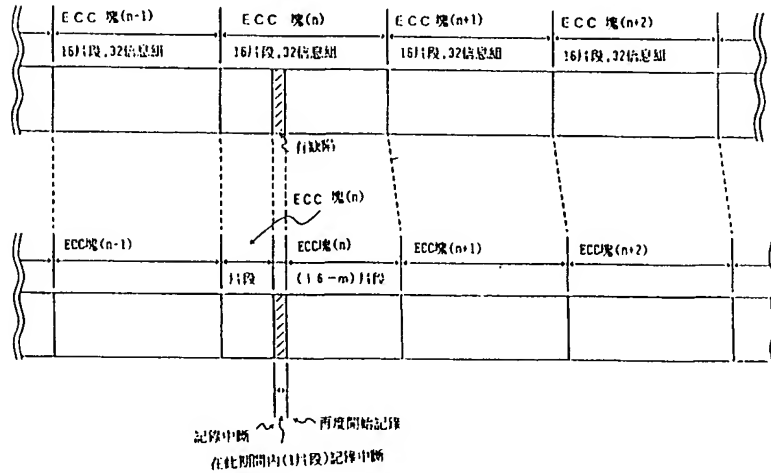 ECC 塊(n-1) ECC 塊(n) ECC 塊(n+1) ECC 塊(n+2)
16片段,32信息組 16片段,32信息組 16片段,32信息組 16片段,32信息組
有缺陷
ECC 塊(n)
ECC塊(n-1) ECC塊(n) ECC塊(n+1) ECC塊(n+2)
片段 (16-m)片段
記錄中斷 再度開始記錄
在此期間內(1片段)記錄中斷